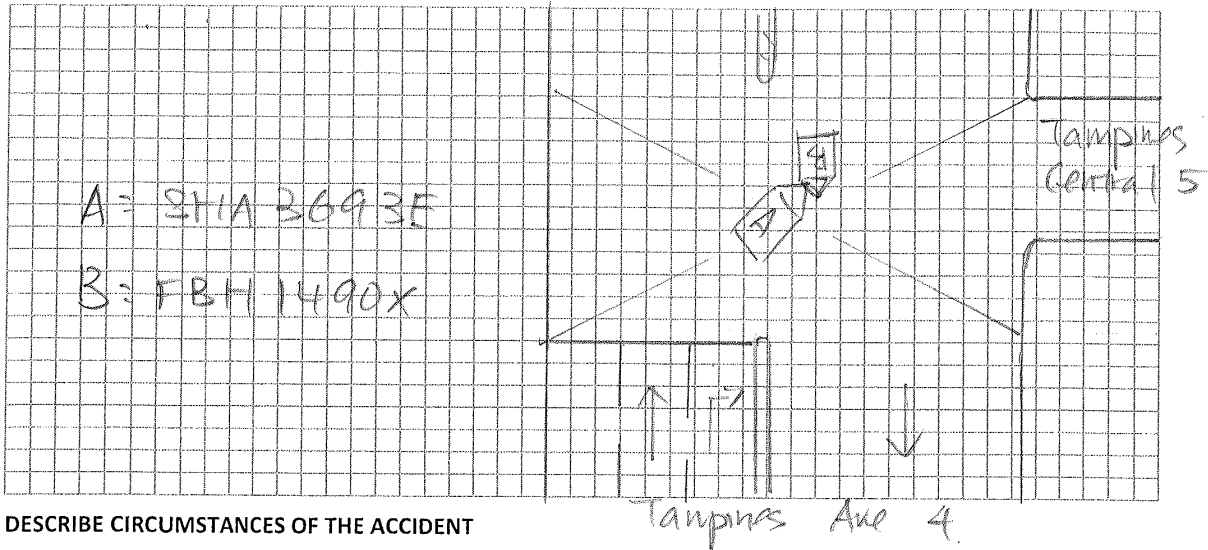 Tampines
Central 5
A: SHA 3693E
B: FBH 1490X
A
B
Tampines Ave 4
DESCRIBE CIRCUMSTANCES OF THE ACCIDENT